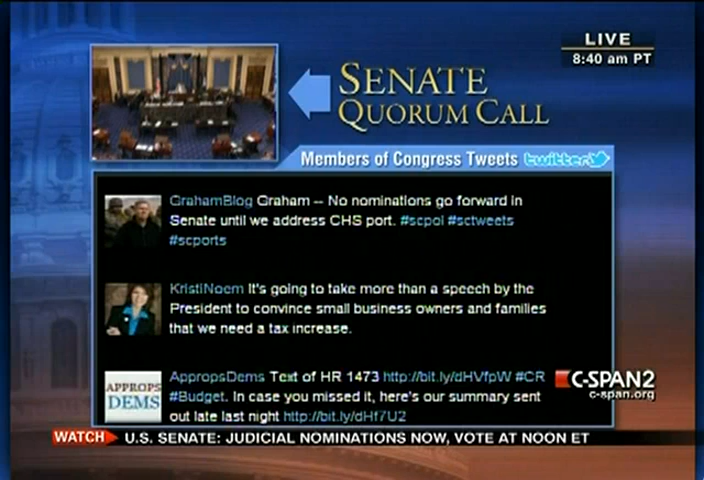 LIVE
8:40 am PT
SENATE
QUORUM CALL
Members of Congress Tweets twitter
GrahamBlog Graham -- No nominations go forward in
Senate until we address CHS port. #scpol #sctweets
#scports
KristiNoem It's going to take more than a speech by the
President to convince small business owners and families
that we need a tax increase.
APPROPS
DEMS
AppropsDems Text of HR 1473 http://bit.ly/dHVfpW #CR
#Budget. In case you missed it, here's our summary sent
out late last night http://bit.ly/dHf7U2
C-SPAN2
c-span.org
WATCH U.S. SENATE: JUDICIAL NOMINATIONS NOW, VOTE AT NOON ET